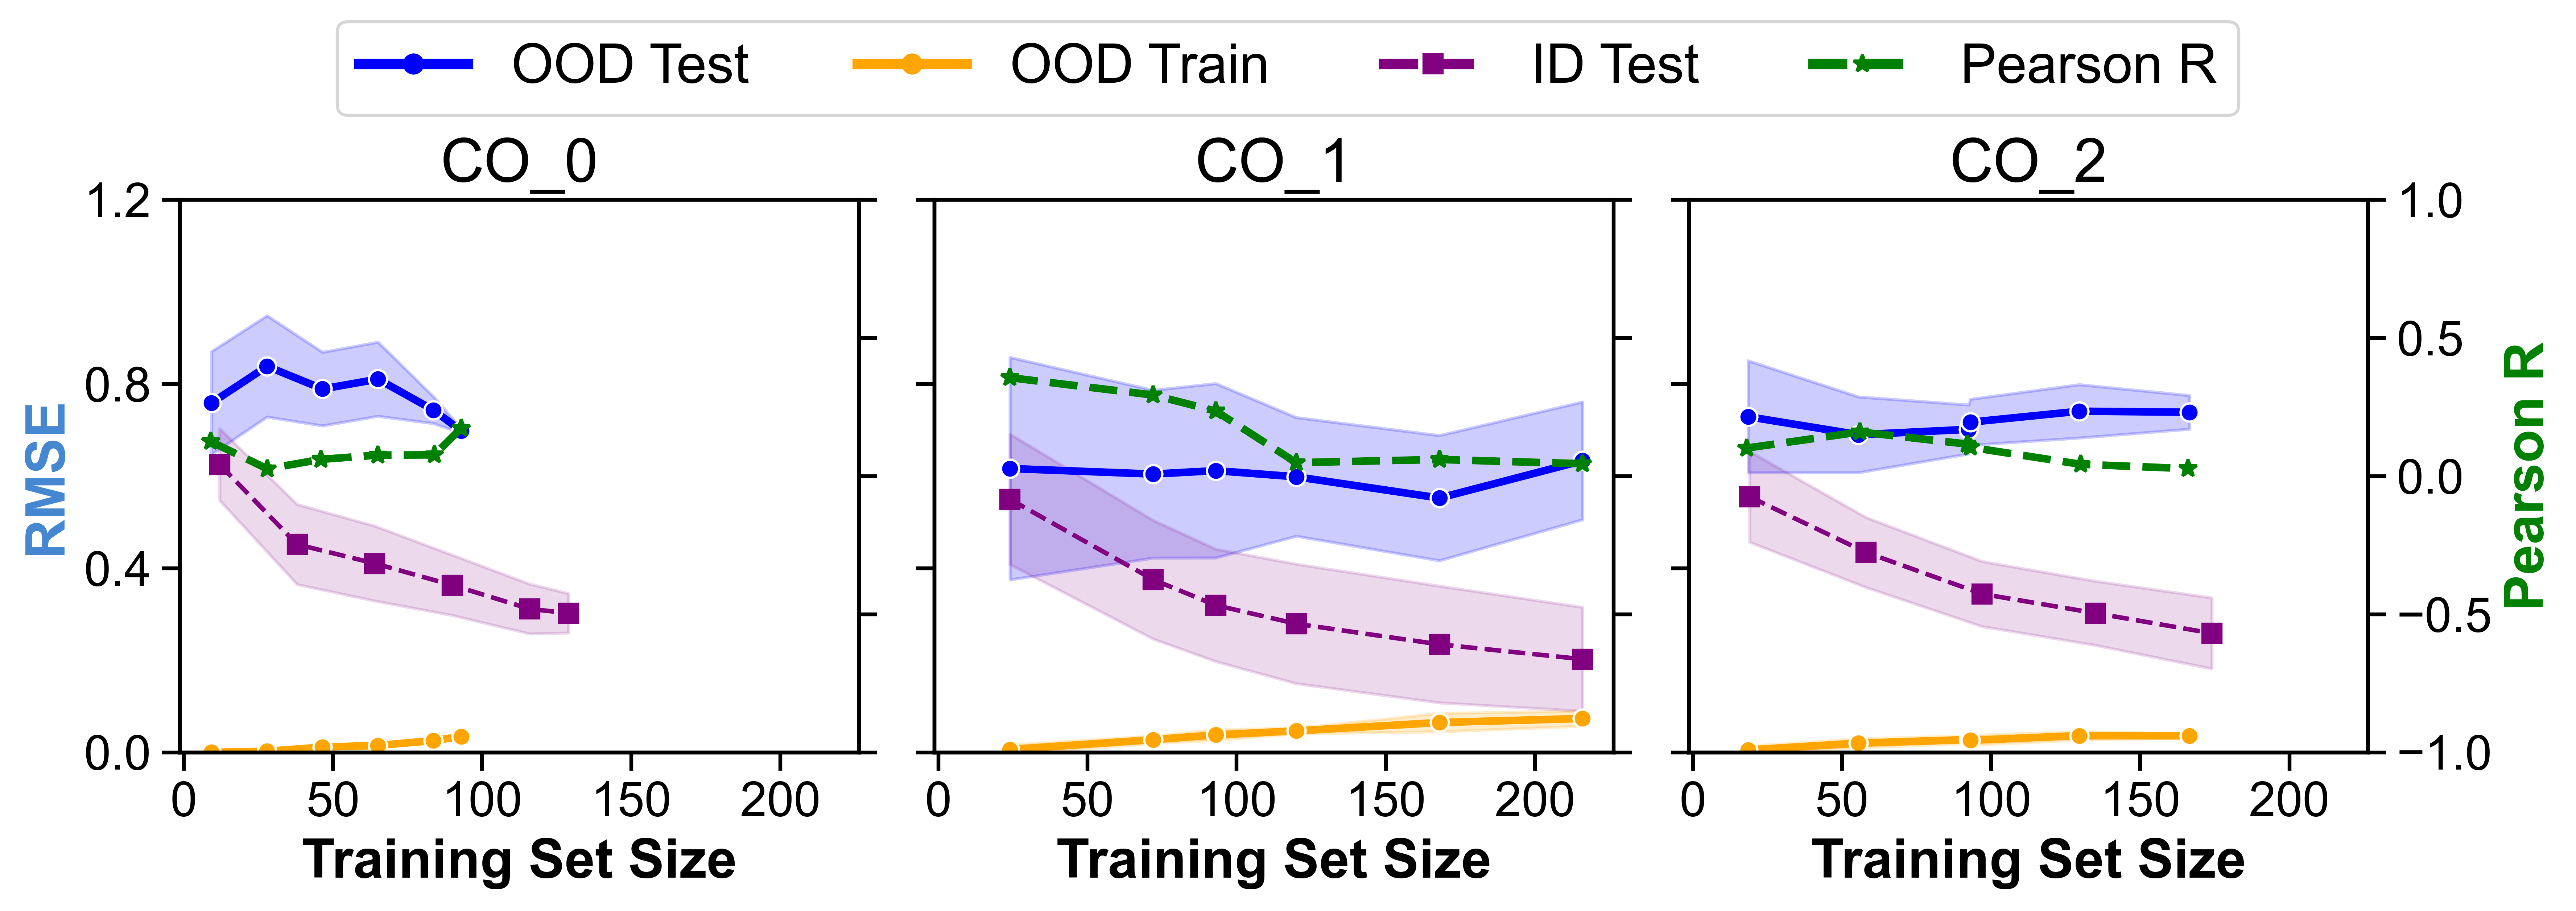 OOD Test OOD Train ID Test Pearson R
CO_0 CO_1 CO_2
1.2
0.8
0.4
0.0
RMSE
1.0
0.5
0.0
−0.5
−1.0
Pearson R
0 50 100 150 200 0 50 100 150 200 0 50 100 150 200
Training Set Size Training Set Size Training Set Size